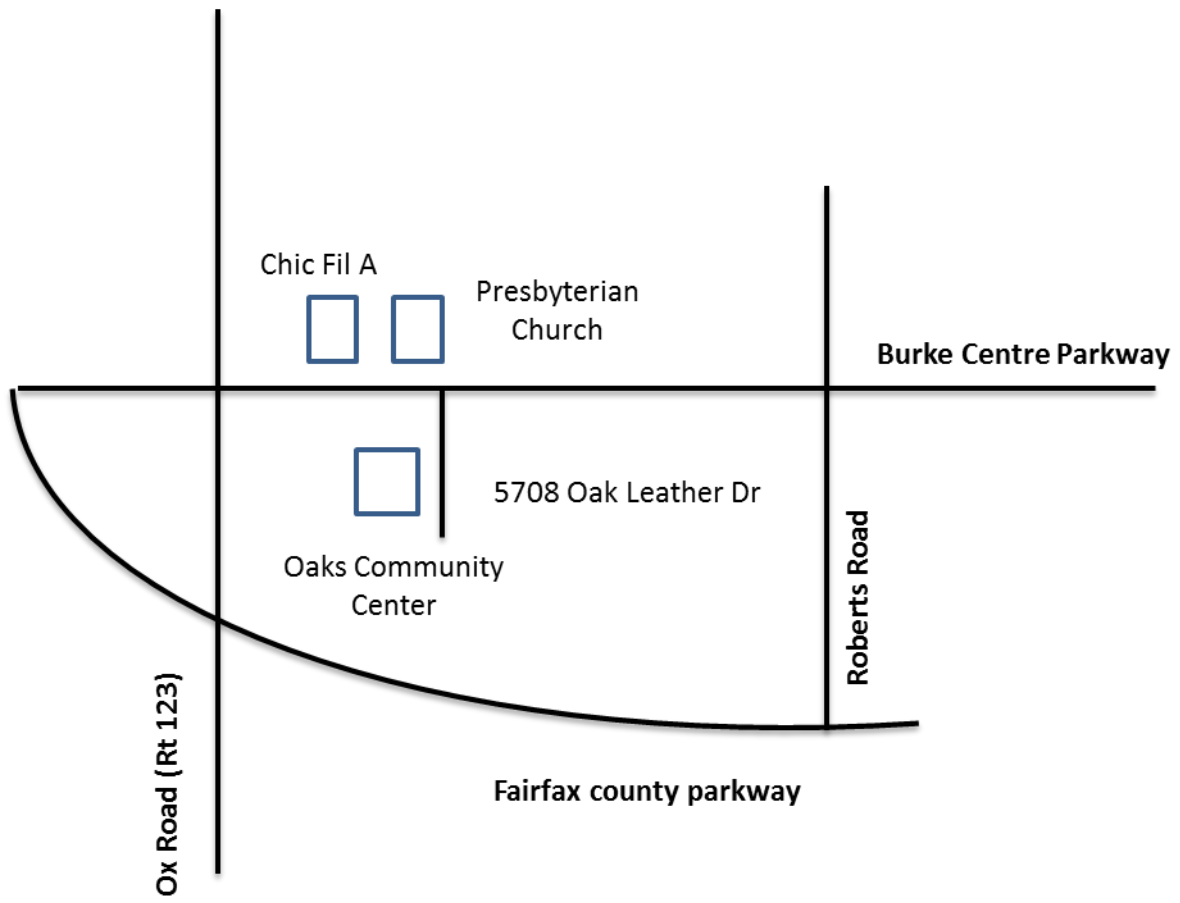 Chic Fil A
Presbyterian
Church
Burke Centre Parkway
5708 Oak Leather Dr
Oaks Community
Center
Roberts Road
Ox Road (Rt 123)
Fairfax county parkway